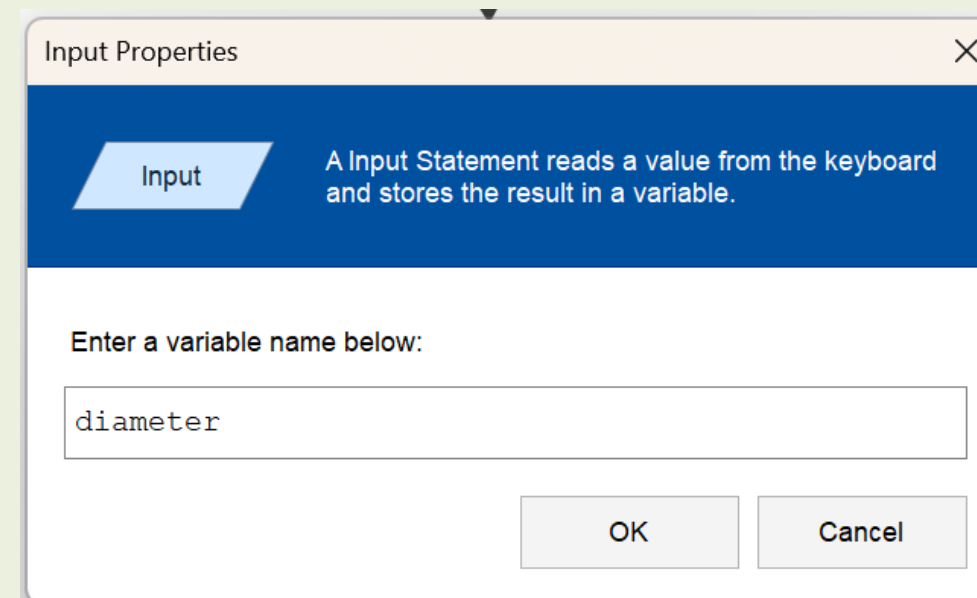 Input Properties
Input
A Input Statement reads a value from the keyboard
and stores the result in a variable.
Enter a variable name below:
diameter
OK
Cancel